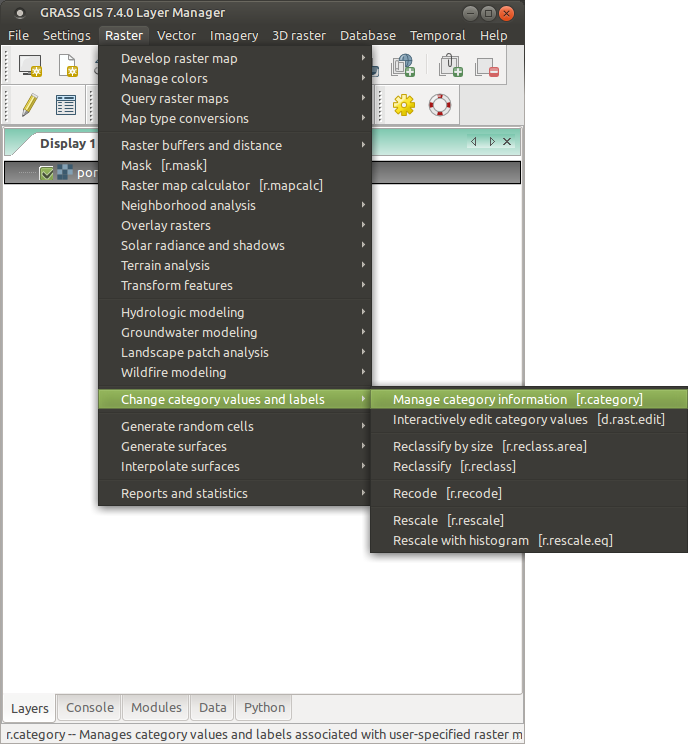 GRASS GIS 7.4.0 Layer Manager
File Settings Raster Vector Imagery 3D raster Database Temporal Help
Develop raster map
Manage colors
Query raster maps
Map type conversions
Display 1
Raster buffers and distance
Mask [r.mask]
por
Raster map calculator [r.mapcalc]
Neighborhood analysis
Overlay rasters
Solar radiance and shadows
Terrain analysis
Transform features
Hydrologic modeling
Groundwater modeling
Landscape patch analysis
Wildfire modeling
Change category values and labels
Generate random cells
Generate surfaces
Interpolate surfaces
Reports and statistics
Manage category information [r.category]
Interactively edit category values [d.rast.edit]
Reclassify by size [r.reclass.area]
Reclassify [r.reclass]
Recode [r.recode]
Rescale [r.rescale]
Rescale with histogram [r.rescale.eq]
Layers Console Modules Data Python
r.category -- Manages category values and labels associated with user-specified raster m